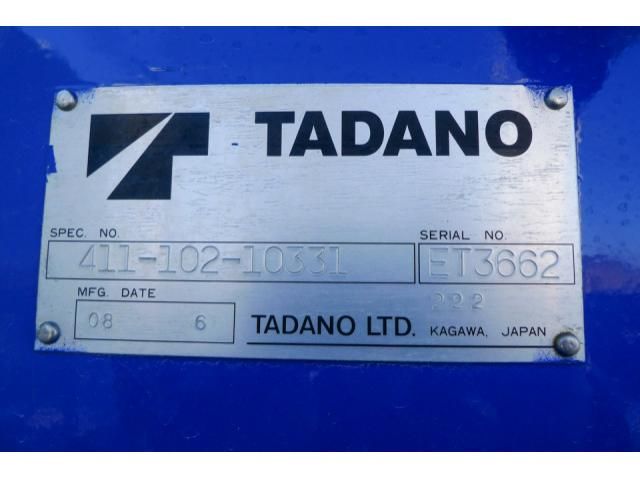 TADANO
SPEC. NO.
411-102-10331
SERIAL NO.
ET3662
MFG. DATE
08 6
222
TADANO LTD. KAGAWA, JAPAN